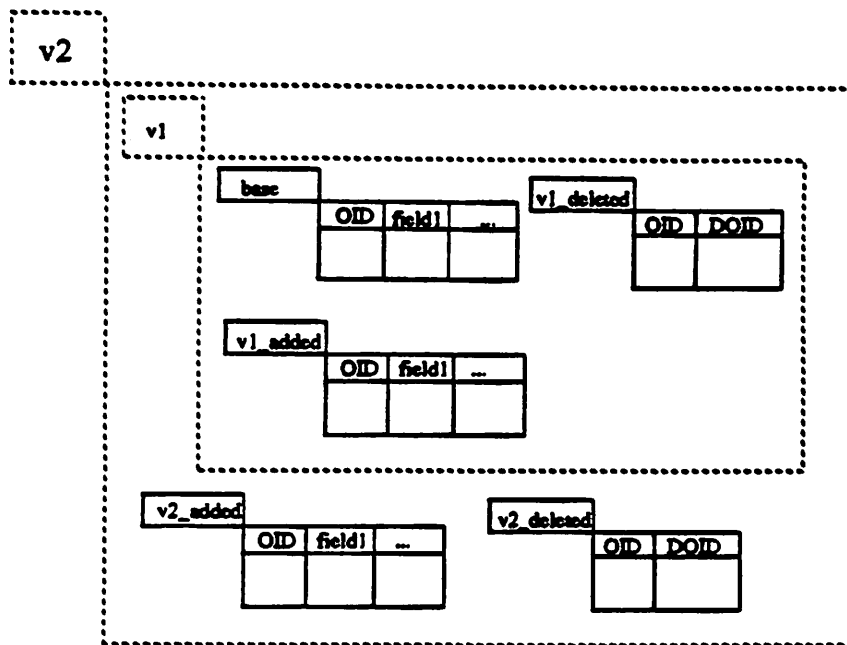 v2
v1
base
OID field1 ...
v1_deleted
OID DOID
v1_added
OID field1 ...
v2_added
OID field1 ...
v2_deleted
OID DOID